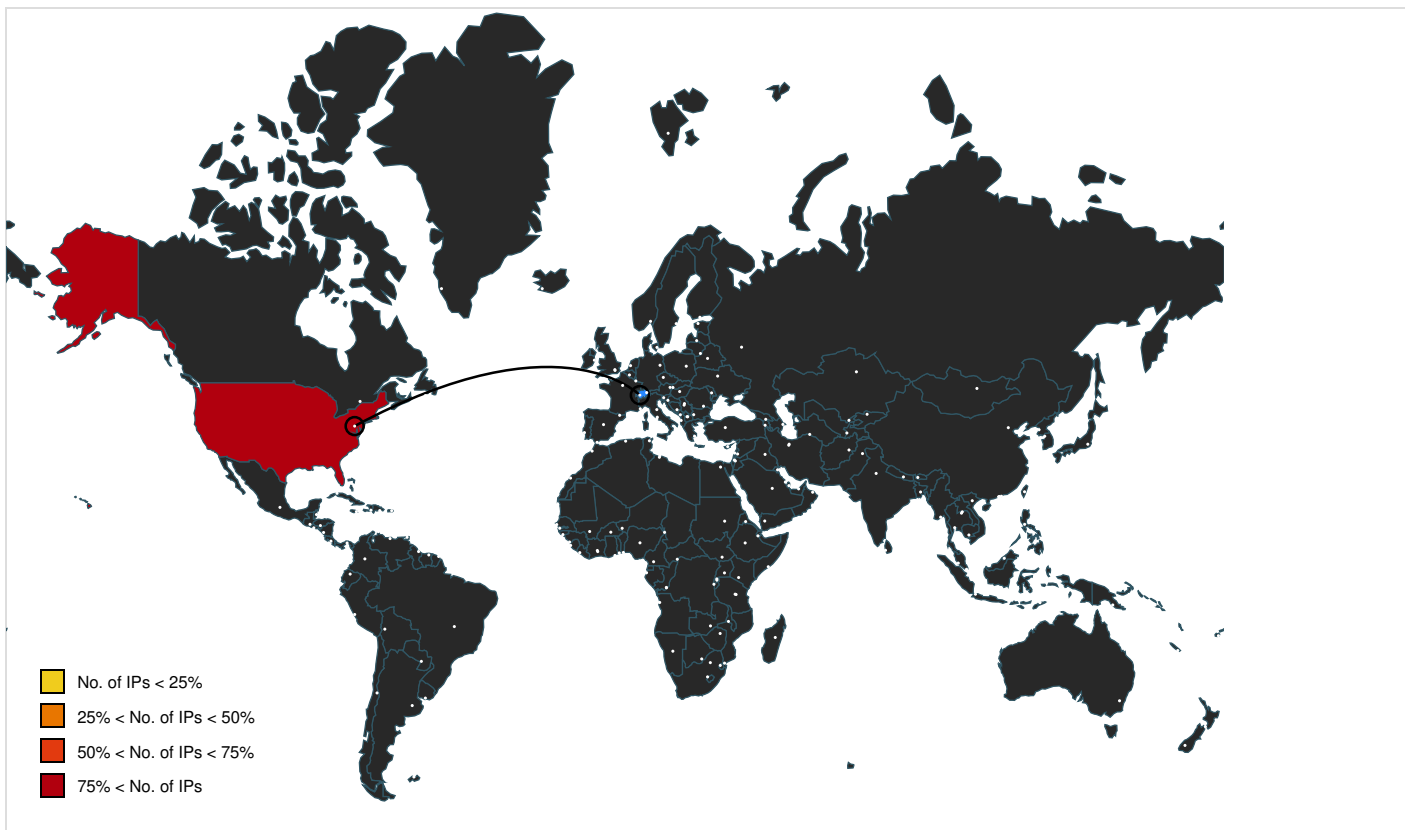 No. of IPs < 25%
25% < No. of IPs < 50%
50% < No. of IPs < 75%
75% < No. of IPs